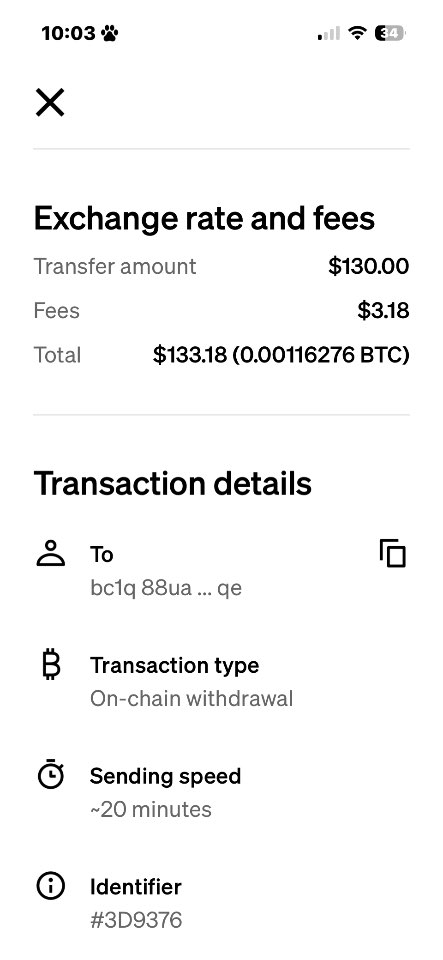 10:03
34
Exchange rate and fees
Transfer amount $130.00
Fees $3.18
Total $133.18 (0.00116276 BTC)
Transaction details
To
bc1q 88ua ... qe
Transaction type
On-chain withdrawal
Sending speed
~20 minutes
Identifier
#3D9376